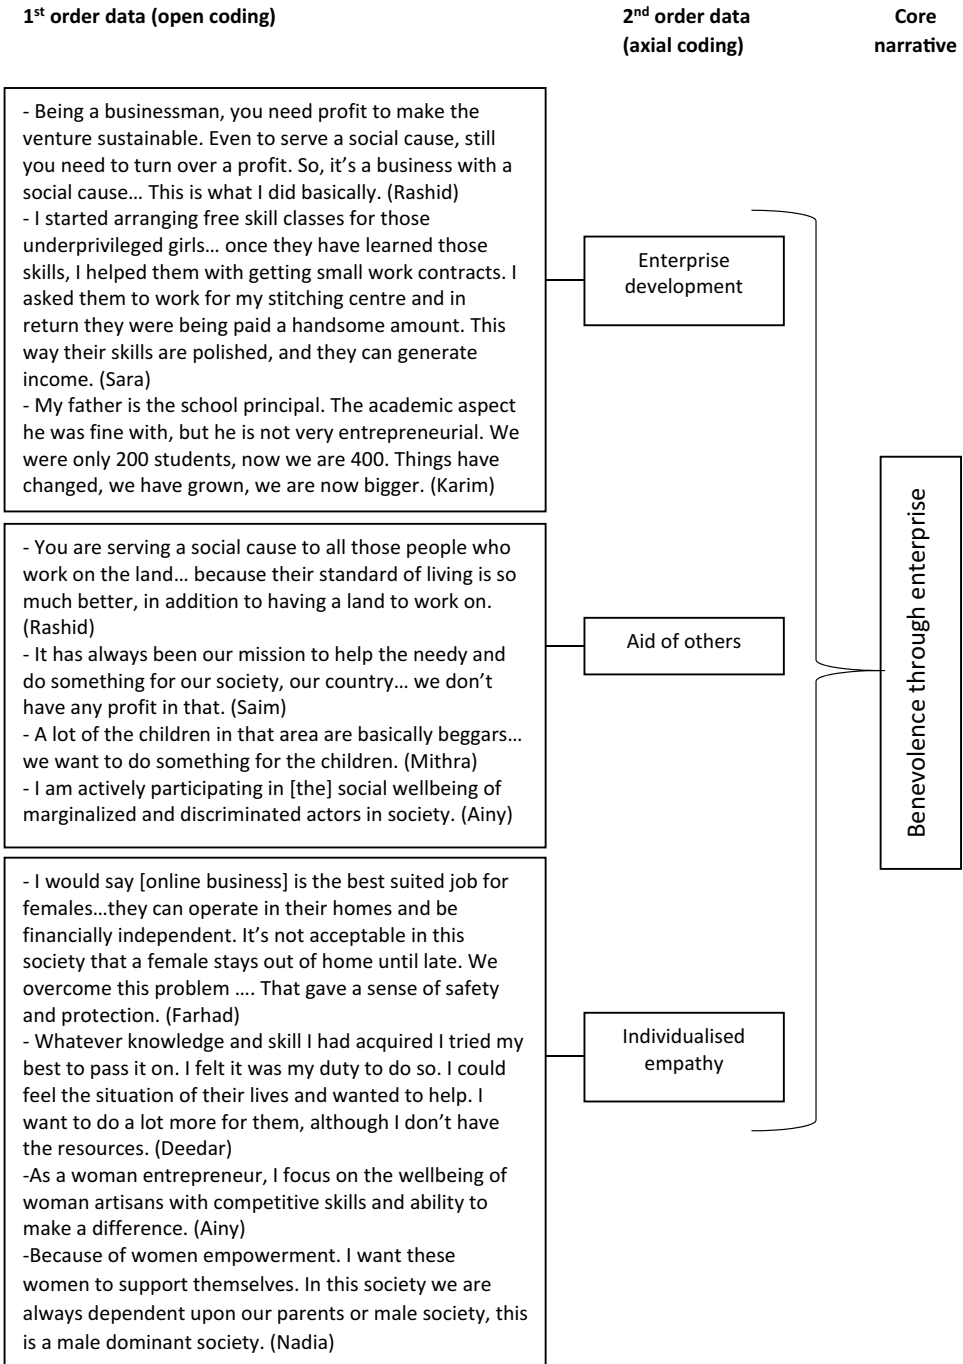 1st order data (open coding)
2nd order data
(axial coding)
Core
narrative
- Being a businessman, you need profit to make the
venture sustainable. Even to serve a social cause, still
you need to turn over a profit. So, it’s a business with a
social cause… This is what I did basically. (Rashid)
- I started arranging free skill classes for those
underprivileged girls… once they have learned those
skills, I helped them with getting small work contracts. I
asked them to work for my stitching centre and in
return they were being paid a handsome amount. This
way their skills are polished, and they can generate
income. (Sara)
- My father is the school principal. The academic aspect
he was fine with, but he is not very entrepreneurial. We
were only 200 students, now we are 400. Things have
changed, we have grown, we are now bigger. (Karim)
Enterprise
development
- You are serving a social cause to all those people who
work on the land… because their standard of living is so
much better, in addition to having a land to work on.
(Rashid)
- It has always been our mission to help the needy and
do something for our society, our country… we don’t
have any profit in that. (Saim)
- A lot of the children in that area are basically beggars…
we want to do something for the children. (Mithra)
- I am actively participating in [the] social wellbeing of
marginalized and discriminated actors in society. (Ainy)
Aid of others
- I would say [online business] is the best suited job for
females…they can operate in their homes and be
financially independent. It’s not acceptable in this
society that a female stays out of home until late. We
overcome this problem .... That gave a sense of safety
and protection. (Farhad)
- Whatever knowledge and skill I had acquired I tried my
best to pass it on. I felt it was my duty to do so. I could
feel the situation of their lives and wanted to help. I
want to do a lot more for them, although I don’t have
the resources. (Deedar)
-As a woman entrepreneur, I focus on the wellbeing of
woman artisans with competitive skills and ability to
make a difference. (Ainy)
-Because of women empowerment. I want these
women to support themselves. In this society we are
always dependent upon our parents or male society, this
is a male dominant society. (Nadia)
Individualised
empathy
Benevolence through enterprise